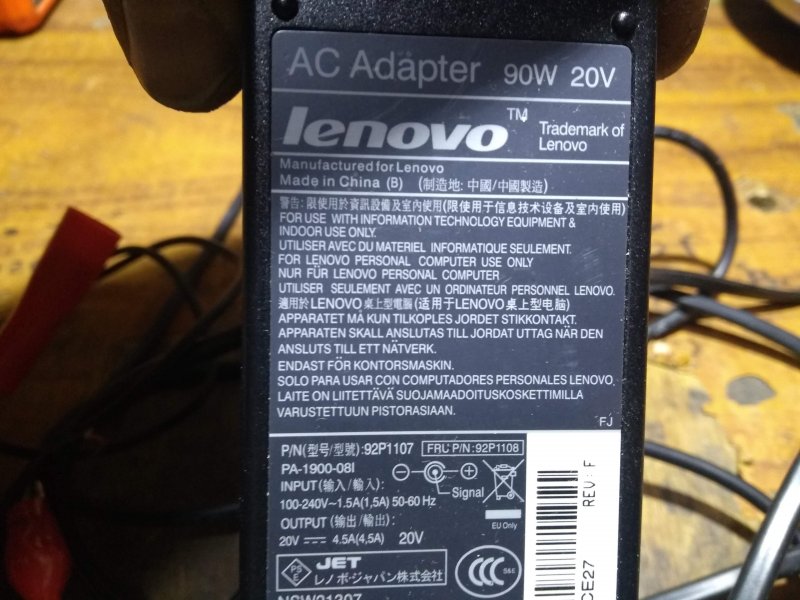 AC Adapter 90W 20V
lenovo TM Trademark of Lenovo
Manufactured for Lenovo
Made in China (B) (制造地: 中國/中國製造)
警告: 限使用於資訊設備及室内使用(限使用于信息技术设备及室内使用)
FOR USE WITH INFORMATION TECHNOLOGY EQUIPMENT &
INDOOR USE ONLY.
UTILISER AVEC DU MATERIEL INFORMATIQUE SEULEMENT.
FOR LENOVO PERSONAL COMPUTER USE ONLY
NUR FÜR LENOVO PERSONAL COMPUTER
UTILISER SEULEMENT AVEC UN ORDINATEUR PERSONNEL LENOVO.
適用於LENOVO桌上型電腦(适用于LENOVO桌上型电脑)
APPARATET MÅ KUN TILKOPLES JORDET STIKKONTAKT.
APPARATEN SKALL ANSLUTAS TILL JORDAT UTTAG NÄR DEN
ANSLUTS TILL ETT NÄTVERK.
ENDAST FÖR KONTORSMASKIN.
SOLO PARA USAR CON COMPUTADORES PERSONALES LENOVO.
LAITE ON LIITETTÄVÄ SUOJAMAADOITUSKOSKETTIMILLA
VARUSTETTUUN PISTORASIAAN.
FJ
P/N(型号/型號):92P1107 FRU P/N:92P1108
PA-1900-08I
INPUT(输入/輸入):
100-240V~1.5A(1,5A) 50-60 Hz
Signal
EU Only
OUTPUT (输出/輸出):
20V ⎓ 4.5A(4,5A) 20V
PS E JET
レノボ・ジャパン株式会社
CCC S&E
NSW21207
REV: F
CE27